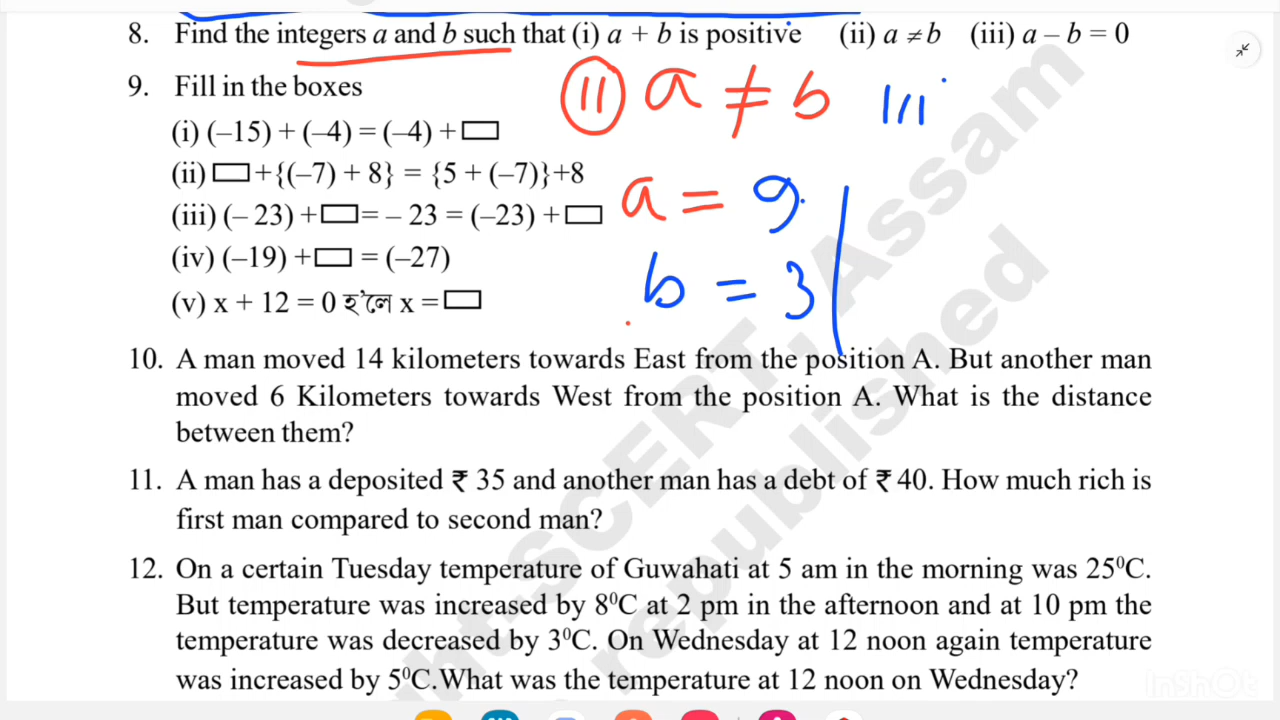 8. Find the integers a and b such that (i) a + b is positive (ii) a ≠ b (iii) a – b = 0
9. Fill in the boxes
(11) a ≠ b iii
(i) (–15) + (–4) = (–4) + □
(ii) □ + {(–7) + 8} = {5 + (–7)}+8
(iii) (– 23) + □ = – 23 = (–23) + □
a = 9
(iv) (–19) + □ = (–27)
b = 3
(v) x + 12 = 0 হ’লে x = □
10. A man moved 14 kilometers towards East from the position A. But another man
moved 6 Kilometers towards West from the position A. What is the distance
between them?
11. A man has a deposited ₹ 35 and another man has a debt of ₹ 40. How much rich is
first man compared to second man?
12. On a certain Tuesday temperature of Guwahati at 5 am in the morning was 25⁰C.
But temperature was increased by 8⁰C at 2 pm in the afternoon and at 10 pm the
temperature was decreased by 3⁰C. On Wednesday at 12 noon again temperature
was increased by 5⁰C.What was the temperature at 12 noon on Wednesday?
SCERT, Assam
republished
InShOt